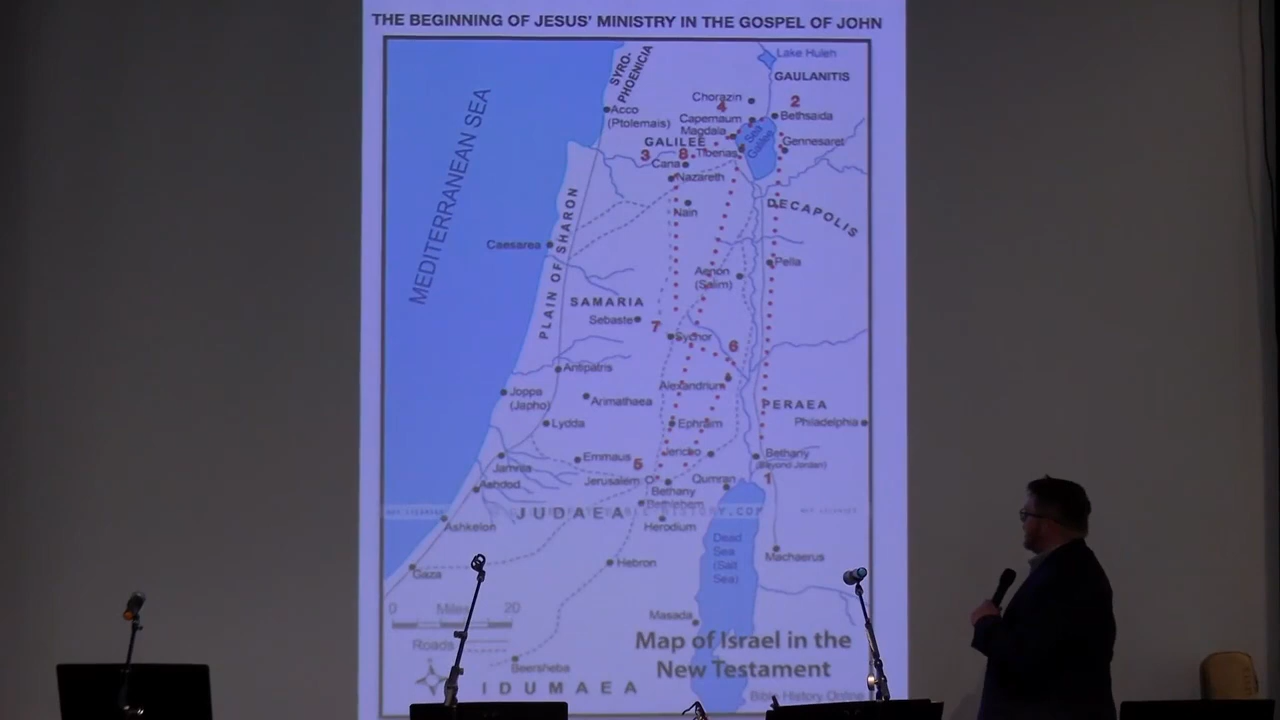 THE BEGINNING OF JESUS' MINISTRY IN THE GOSPEL OF JOHN
Lake Huleh
SYRO-
PHOENICIA
GAULANITIS
Chorazin
2
4
Acco
(Ptolemais)
Capernaum
Bethsaida
Magdala
Sea
Galilee
GALILEE
Gennesaret
3
8
Tiberias
Cana
Nazareth
MEDITERRANEAN SEA
Nain
DECAPOLIS
Caesarea
PLAIN OF SHARON
Pella
Aenon
(Salim)
SAMARIA
Sebaste
7
Sychor
6
Antipatris
Alexandrium
Joppa
(Japho)
Arimathaea
PERAEA
Lydda
Ephraim
Philadelphia
Emmaus
Jericho
Bethany
(Beyond Jordan)
5
Jamnia
Jerusalem
Qumran
1
Ashdod
Bethany
Bethlehem
JUDAEA
Ashkelon
Herodium
Dead
Sea
(Salt
Sea)
Machaerus
Hebron
Gaza
0 Miles 20
Masada
Roads
Map of Israel in the
New Testament
Beersheba
IDUMAEA
Bible History Online